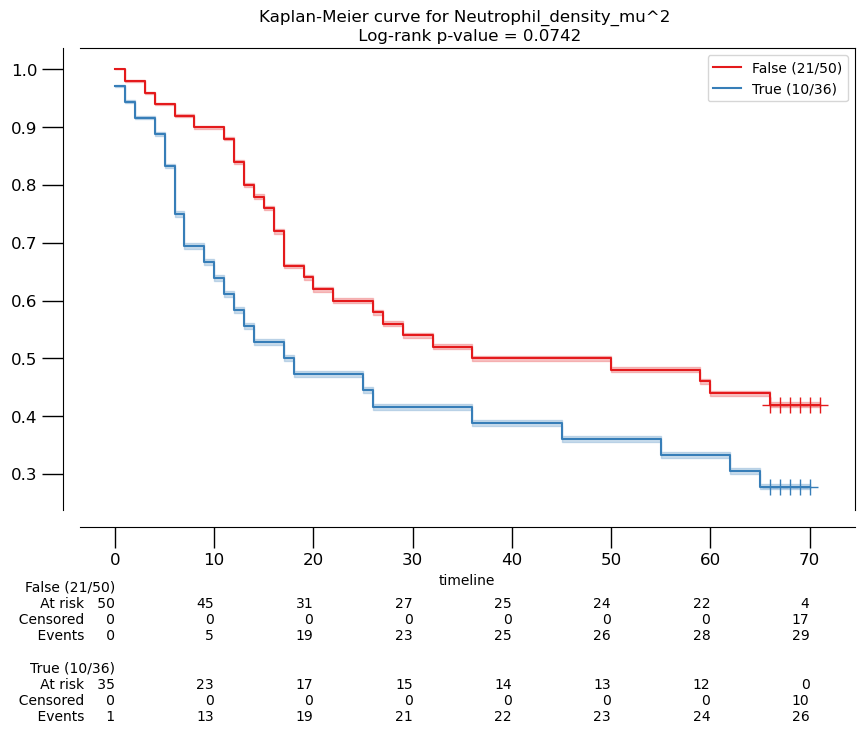 Kaplan-Meier curve for Neutrophil_density_mu^2
Log-rank p-value = 0.0742
False (21/50)
True (10/36)
1.0
0.9
0.8
0.7
0.6
0.5
0.4
0.3
0 10 20 30 40 50 60 70
timeline
False (21/50)
At risk 50 45 31 27 25 24 22 4
Censored 0 0 0 0 0 0 0 17
Events 0 5 19 23 25 26 28 29
True (10/36)
At risk 35 23 17 15 14 13 12 0
Censored 0 0 0 0 0 0 0 10
Events 1 13 19 21 22 23 24 26